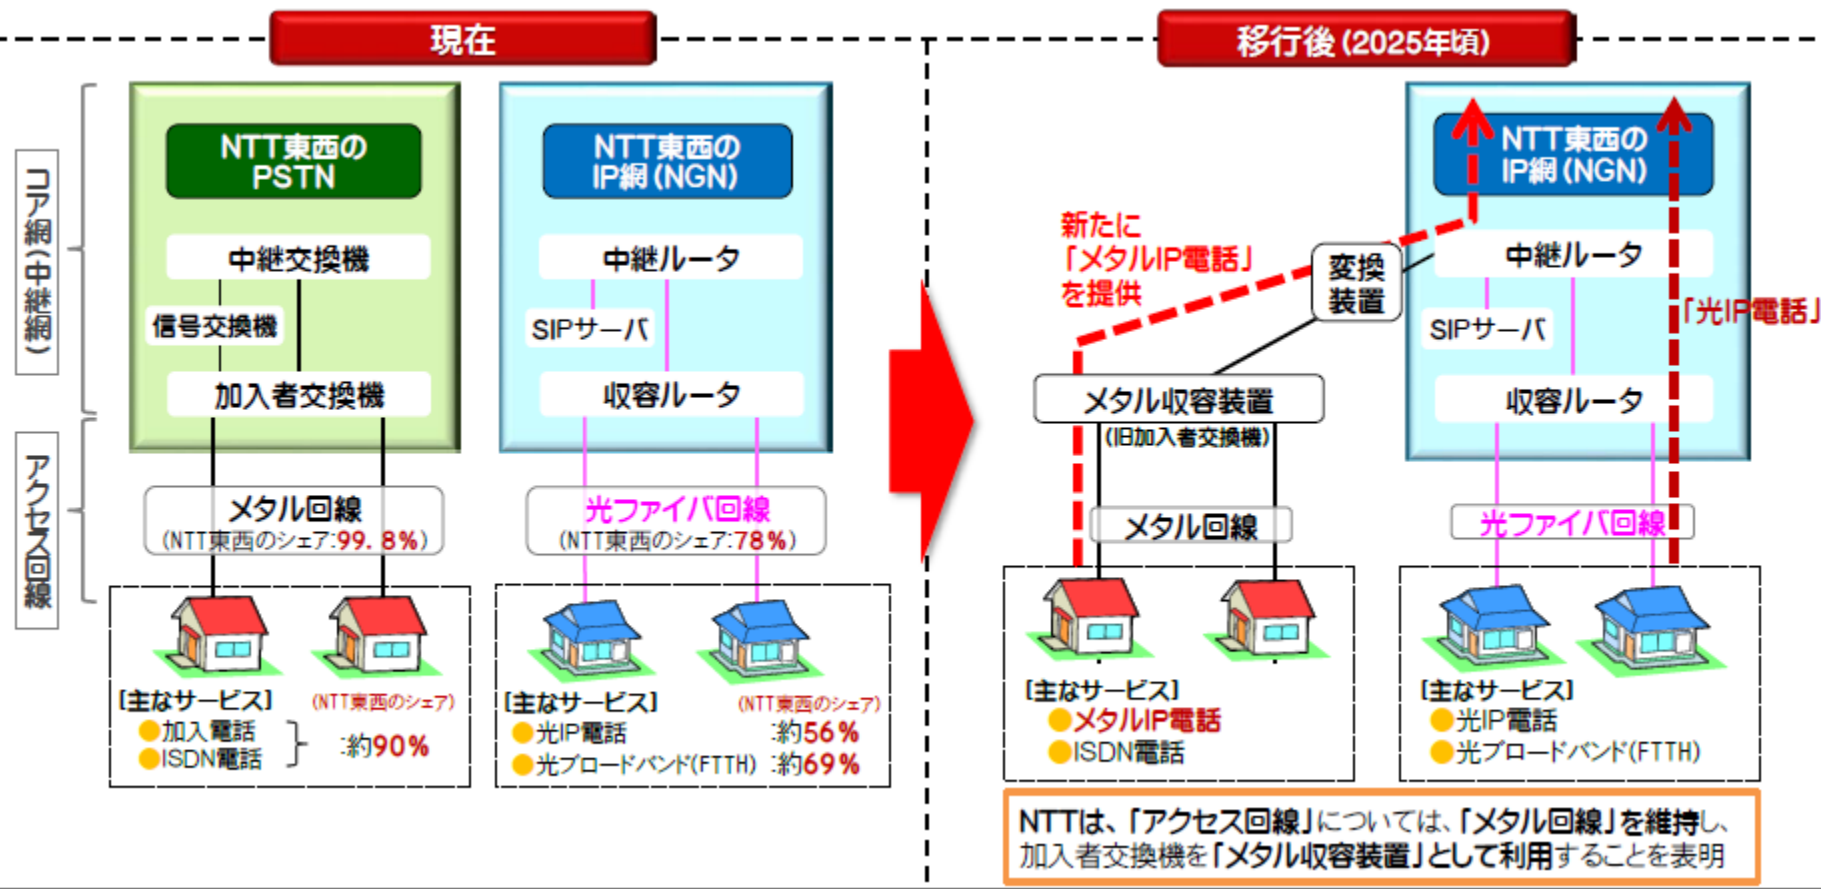 現在
移行後(2025年頃)
コア網(中継網)
アクセス回線
NTT東西の
PSTN
中継交換機
信号交換機
加入者交換機
メタル回線
(NTT東西のシェア:99.8%)
[主なサービス]
(NTT東西のシェア)
●加入電話
●ISDN電話
:約90%
NTT東西の
IP網(NGN)
中継ルータ
SIPサーバ
収容ルータ
光ファイバ回線
(NTT東西のシェア:78%)
[主なサービス]
(NTT東西のシェア)
●光IP電話 :約56%
●光ブロードバンド(FTTH) :約69%
新たに
「メタルIP電話」
を提供
変換
装置
メタル収容装置
(旧加入者交換機)
メタル回線
[主なサービス]
●メタルIP電話
●ISDN電話
NTT東西の
IP網(NGN)
中継ルータ
SIPサーバ
「光IP電話」
収容ルータ
光ファイバ回線
[主なサービス]
●光IP電話
●光ブロードバンド(FTTH)
NTTは、「アクセス回線」については、「メタル回線」を維持し、
加入者交換機を「メタル収容装置」として利用することを表明